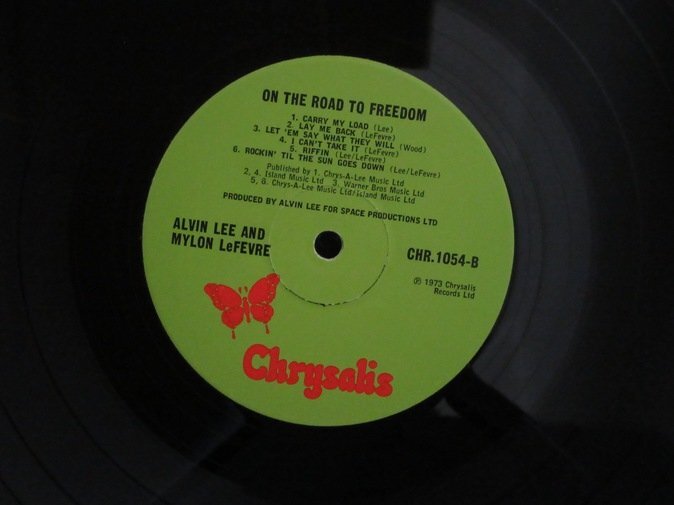 ON THE ROAD TO FREEDOM
1. CARRY MY LOAD (Lee)
2. LAY ME BACK (LeFevre)
3. LET 'EM SAY WHAT THEY WILL (Wood)
4. I CAN'T TAKE IT (LeFevre)
5. RIFFIN (Lee/LeFevre)
6. ROCKIN' TIL THE SUN GOES DOWN (Lee/LeFevre)
Published by 1. Chrys-A-Lee Music Ltd
2, 4. Island Music Ltd 3. Warner Bros Music Ltd
5, 6. Chrys-A-Lee Music Ltd/Island Music Ltd
PRODUCED BY ALVIN LEE FOR SPACE PRODUCTIONS LTD
ALVIN LEE AND
MYLON LeFEVRE
CHR.1054-B
℗ 1973 Chrysalis
Records Ltd
Chrysalis